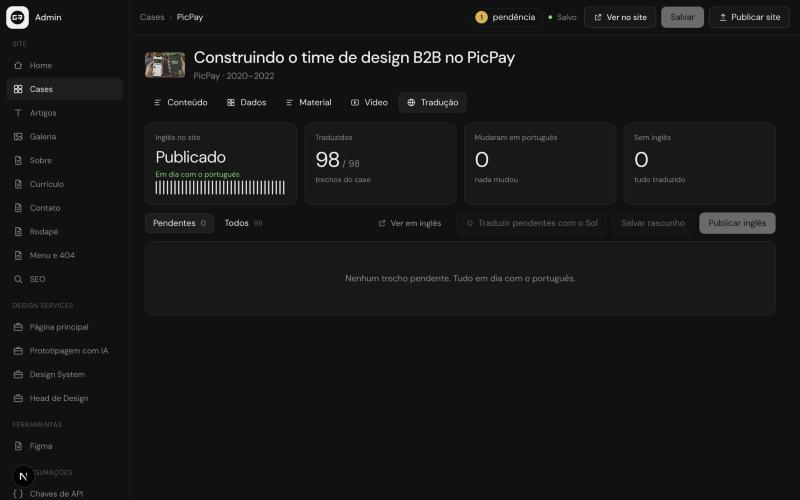 Admin
Cases › PicPay
1 pendência
Salvo
Ver no site
Salvar
Publicar site
SITE
Home
Cases
Artigos
Galeria
Sobre
Currículo
Contato
Rodapé
Menu e 404
SEO
DESIGN SERVICES
Página principal
Prototipagem com IA
Design System
Head de Design
FERRAMENTAS
Figma
GURAÇÕES
Chaves de API
Construindo o time de design B2B no PicPay
PicPay · 2020–2022
Conteúdo
Dados
Material
Vídeo
Tradução
Inglês no site
Publicado
Em dia com o português
Traduzidos
98 / 98
trechos do case
Mudaram em português
0
nada mudou
Sem inglês
0
tudo traduzido
Pendentes 0
Todos 98
Ver em inglês
Traduzir pendentes com o Sol
Salvar rascunho
Publicar inglês
Nenhum trecho pendente. Tudo em dia com o português.
N